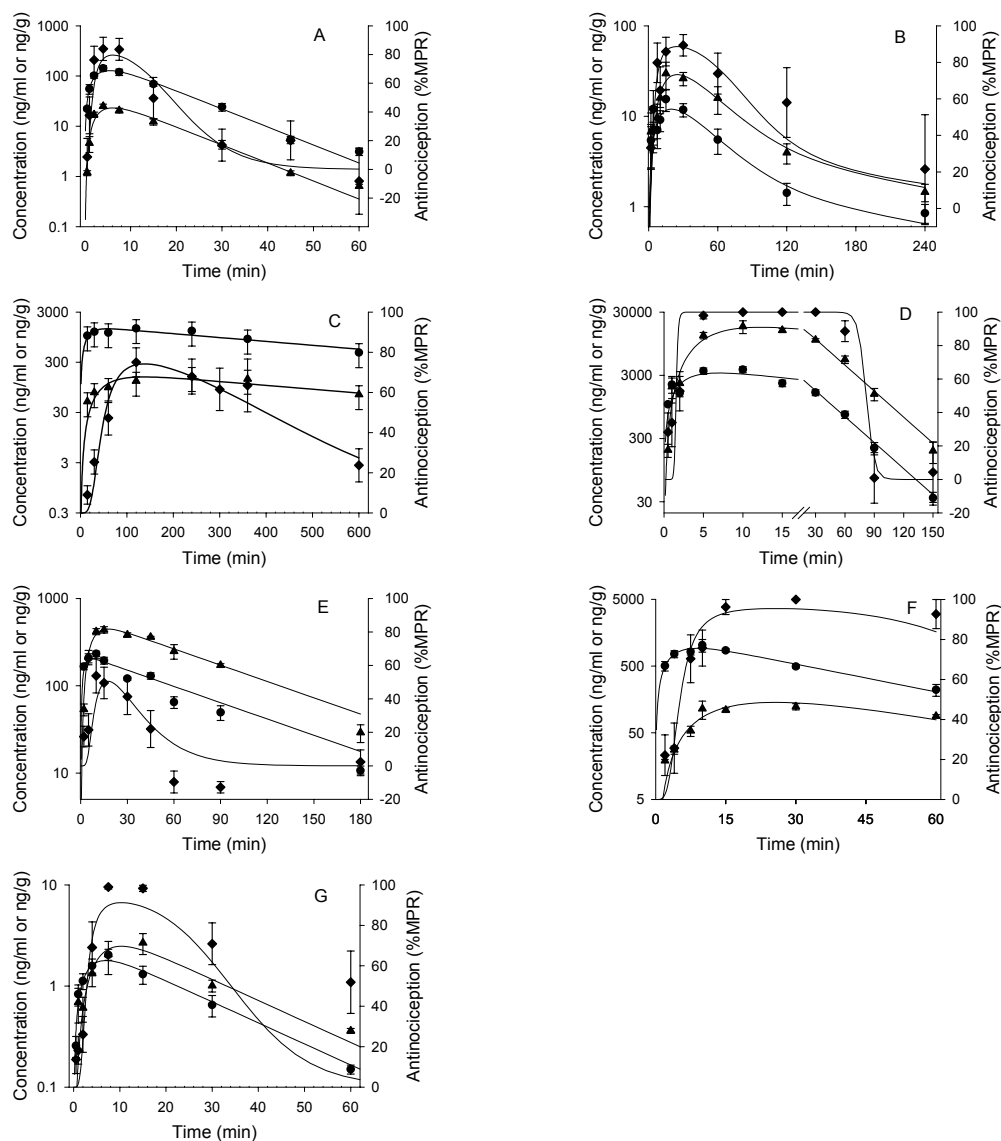 A
Concentration (ng/ml or ng/g)
1000
100
10
1
0.1
0 10 20 30 40 50 60
Time (min)
100
80
60
40
20
0
-20
Antinociception (%MPR)
B
Concentration (ng/ml or ng/g)
100
10
1
0 60 120 180 240
Time (min)
100
80
60
40
20
0
Antinociception (%MPR)
C
Concentration (ng/ml or ng/g)
3000
300
30
3
0.3
0 100 200 300 400 500 600
Time (min)
100
80
60
40
20
0
Antinociception (%MPR)
D
Concentration (ng/ml or ng/g)
30000
3000
300
30
0 5 10 15 30 60 90 120 150
Time (min)
100
80
60
40
20
0
-20
Antinociception (%MPR)
E
Concentration (ng/ml or ng/g)
1000
100
10
0 30 60 90 120 150 180
Time (min)
100
80
60
40
20
0
-20
Antinociception (%MPR)
F
Concentration (ng/ml or ng/g)
5000
500
50
5
0 15 30 45 60
Time (min)
100
80
60
40
20
0
Antinociception (%MPR)
G
Concentration (ng/ml or ng/g)
10
1
0.1
0 10 20 30 40 50 60
Time (min)
100
80
60
40
20
0
Antinociception (%MPR)